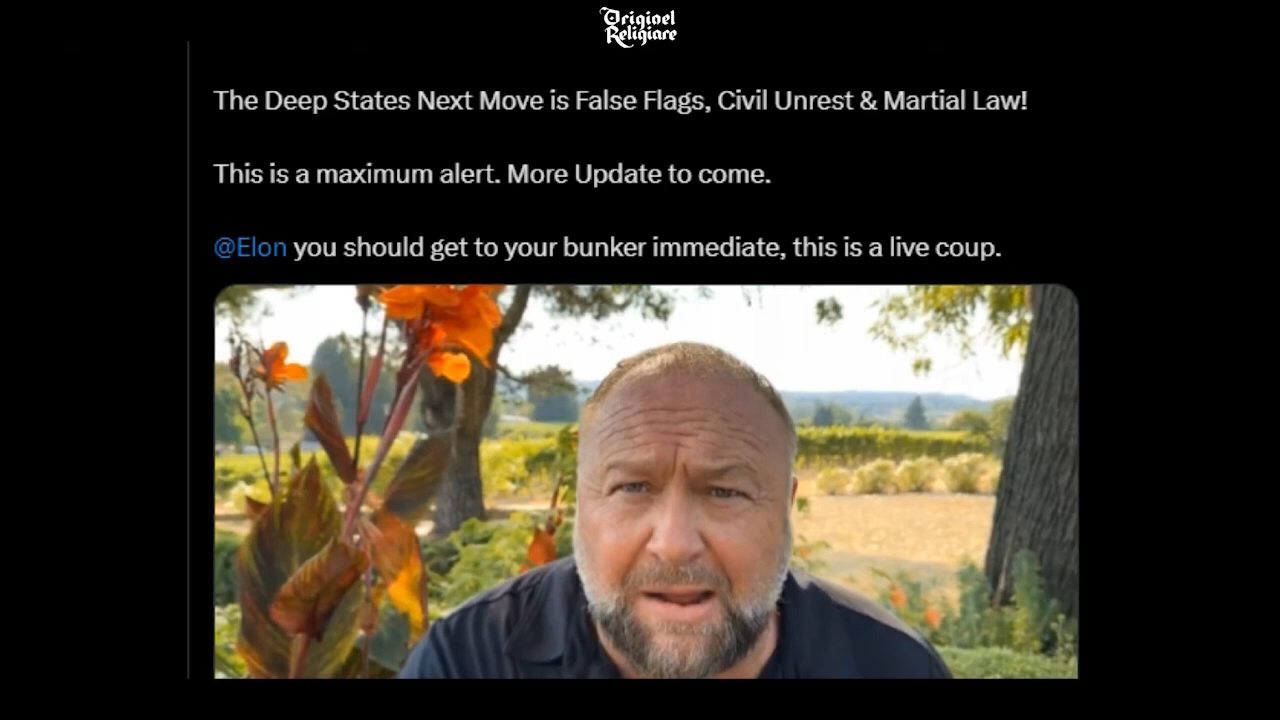 Origioel
Religiare
The Deep States Next Move is False Flags, Civil Unrest & Martial Law!
This is a maximum alert. More Update to come.
@Elon you should get to your bunker immediate, this is a live coup.